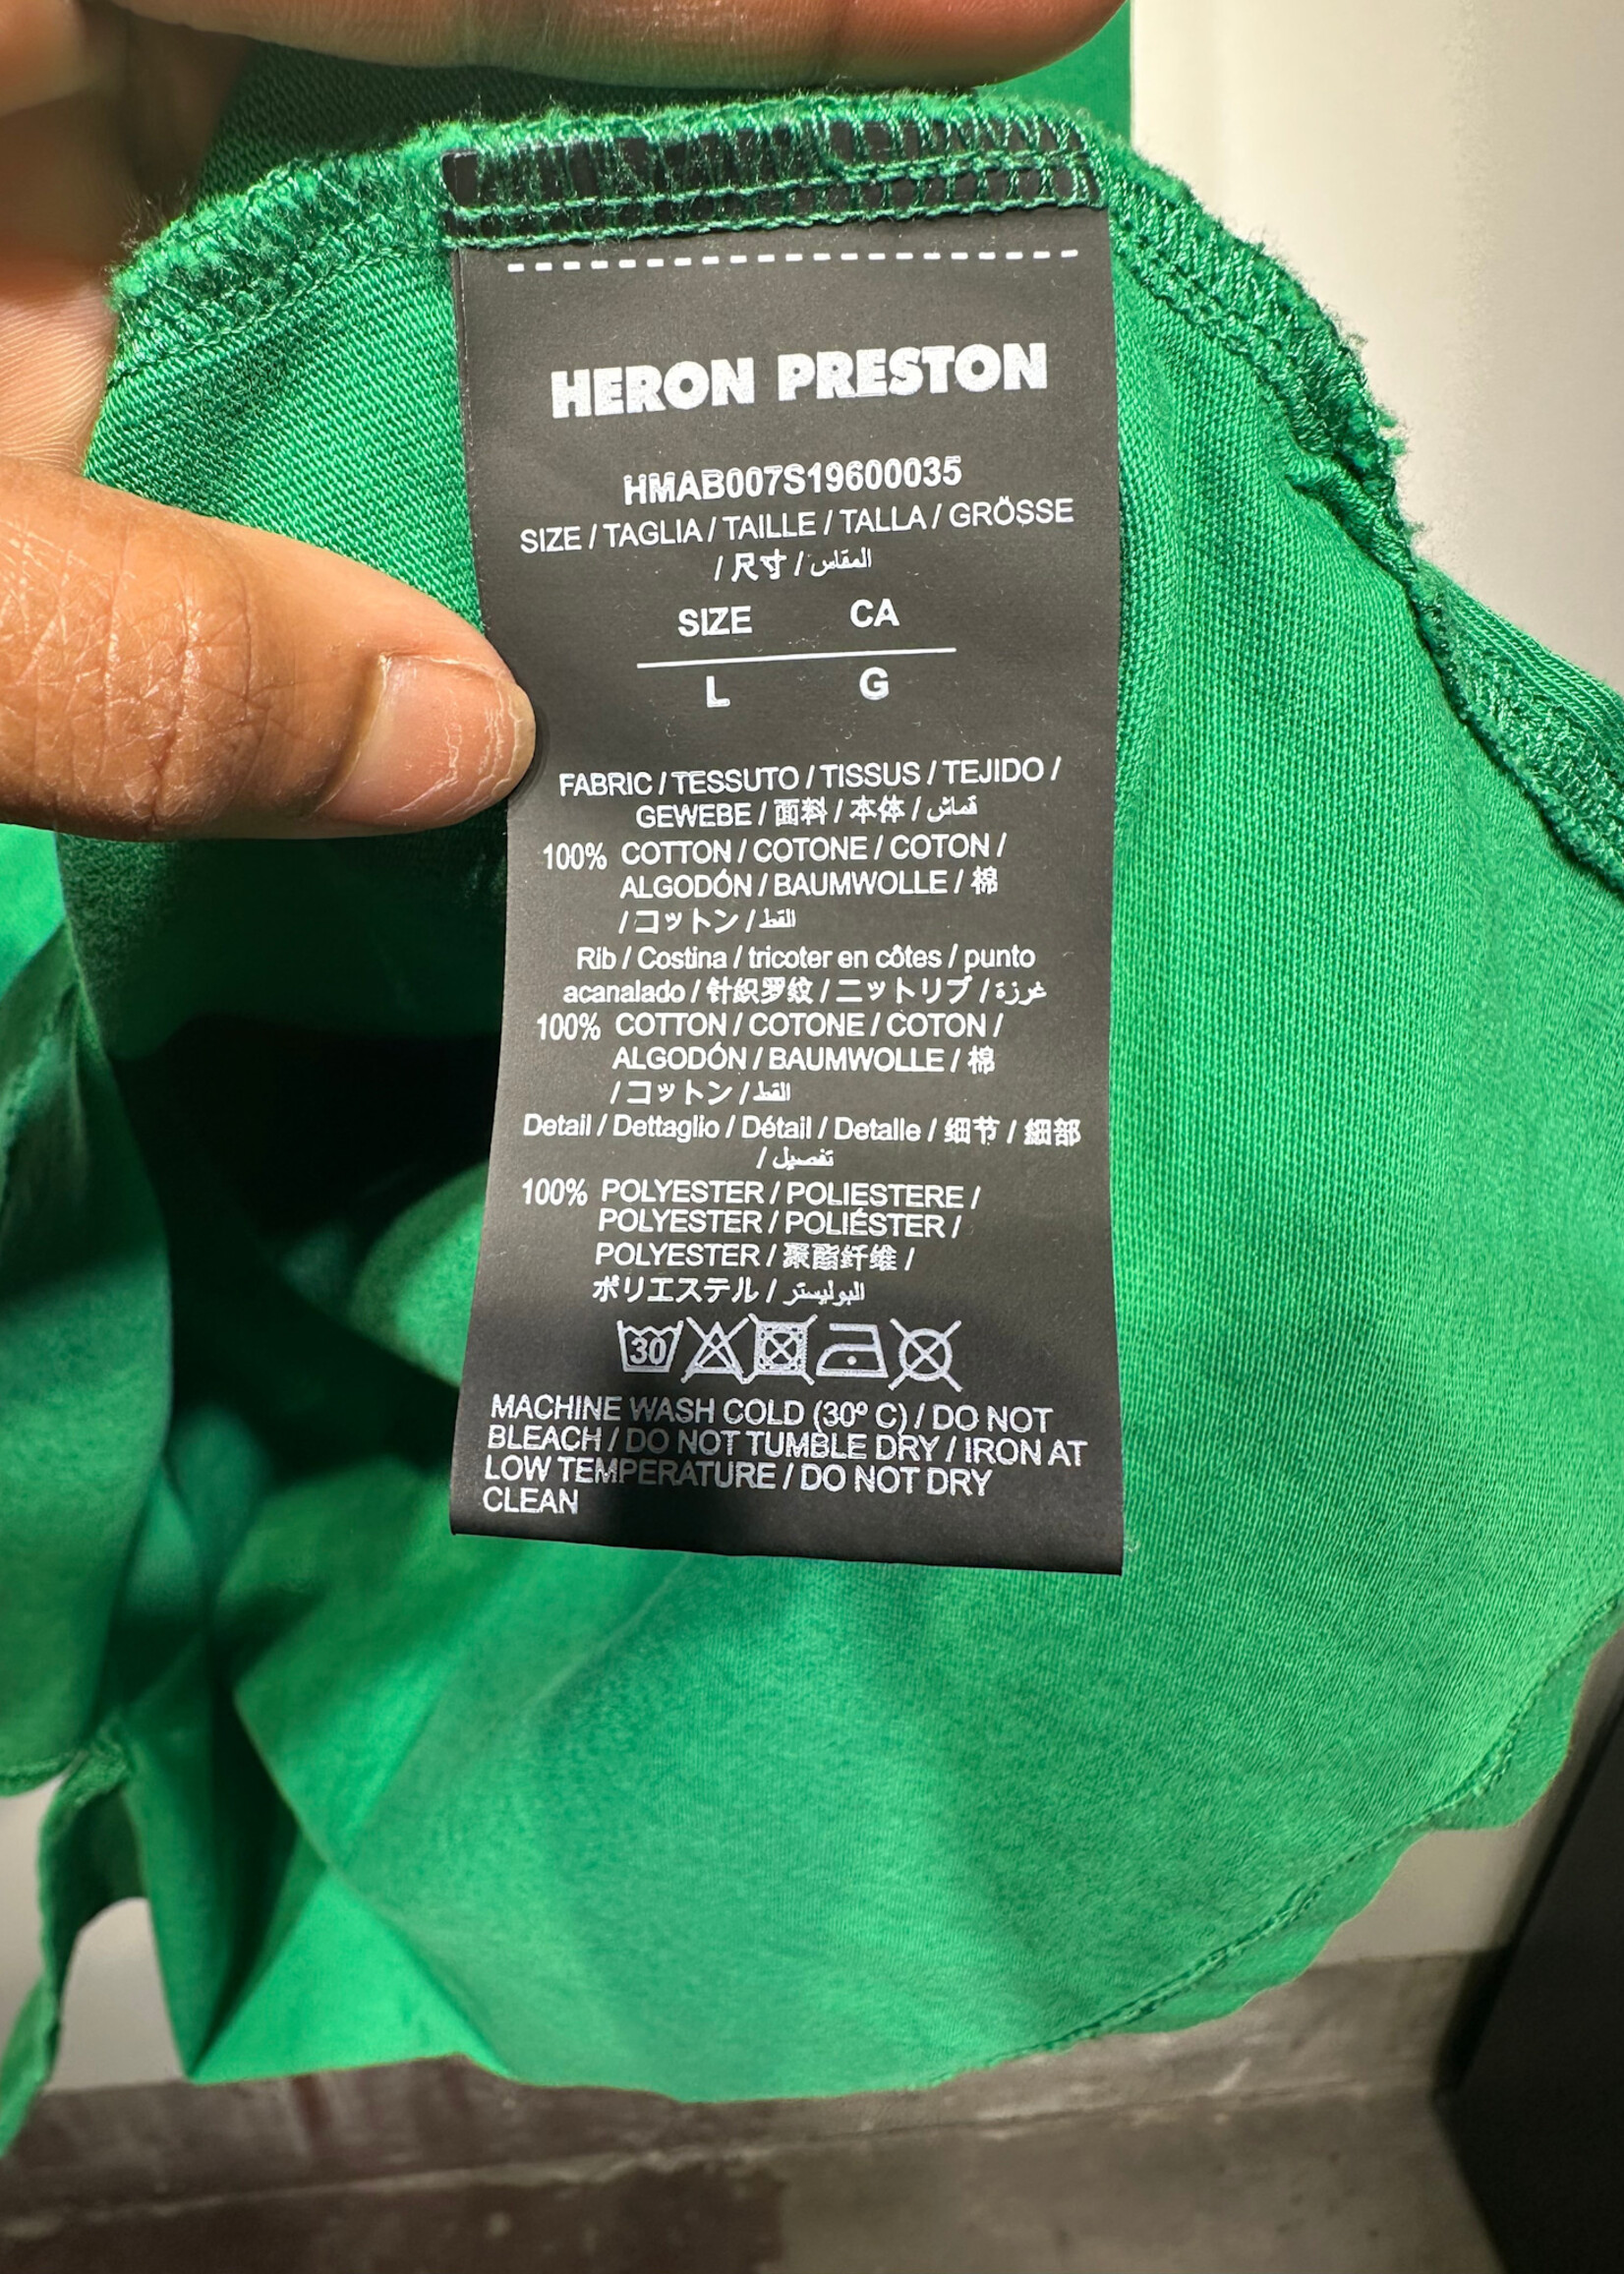 HERON PRESTON
HMAB007S19600035
SIZE / TAGLIA / TAILLE / TALLA / GRÖSSE
/ 尺寸 / المقاس
SIZE CA
L G
FABRIC / TESSUTO / TISSUS / TEJIDO /
GEWEBE / 面料 / 本体 / قماش
100% COTTON / COTONE / COTON /
ALGODÓN / BAUMWOLLE / 棉
/ コットン / القط
Rib / Costina / tricoter en côtes / punto
acanalado / 针织罗纹 / ニットリブ / غرزة
100% COTTON / COTONE / COTON /
ALGODÓN / BAUMWOLLE / 棉
/ コットン / القط
Detail / Dettaglio / Détail / Detalle / 细节 / 細部
/ تفصيل
100% POLYESTER / POLIESTERE /
POLYESTER / POLIÉSTER /
POLYESTER / 聚酯纤维 /
ポリエステル / البوليستر
30
MACHINE WASH COLD (30º C) / DO NOT
BLEACH / DO NOT TUMBLE DRY / IRON AT
LOW TEMPERATURE / DO NOT DRY
CLEAN